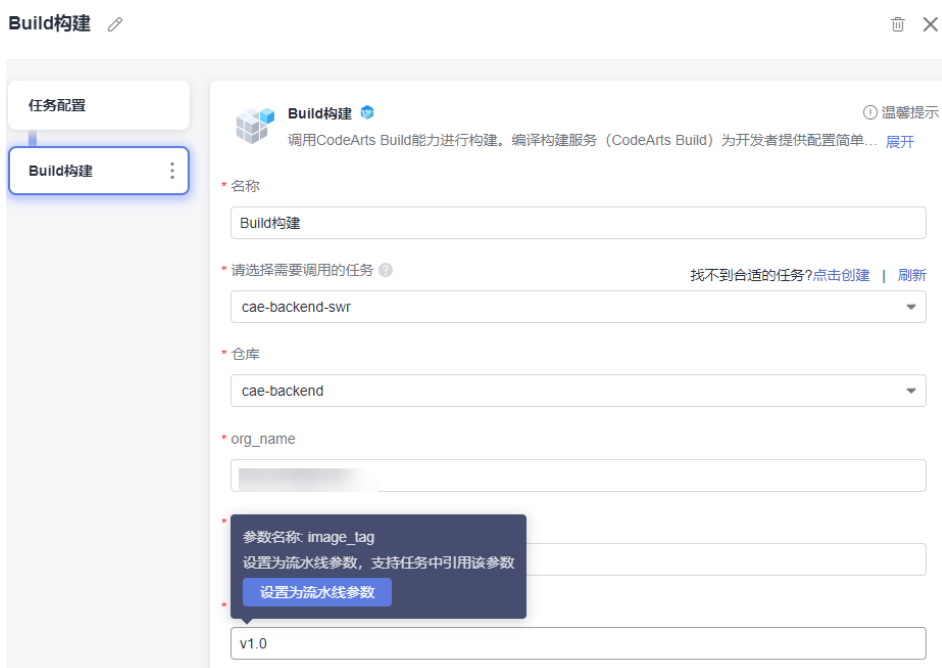 Build构建
任务配置
Build构建
Build构建
温馨提示
调用CodeArts Build能力进行构建。编译构建服务（CodeArts Build）为开发者提供配置简单… 展开
* 名称
Build构建
* 请选择需要调用的任务 ?
找不到合适的任务?点击创建 | 刷新
cae-backend-swr
* 仓库
cae-backend
* org_name
*
参数名称: image_tag
设置为流水线参数，支持任务中引用该参数
设置为流水线参数
*
v1.0